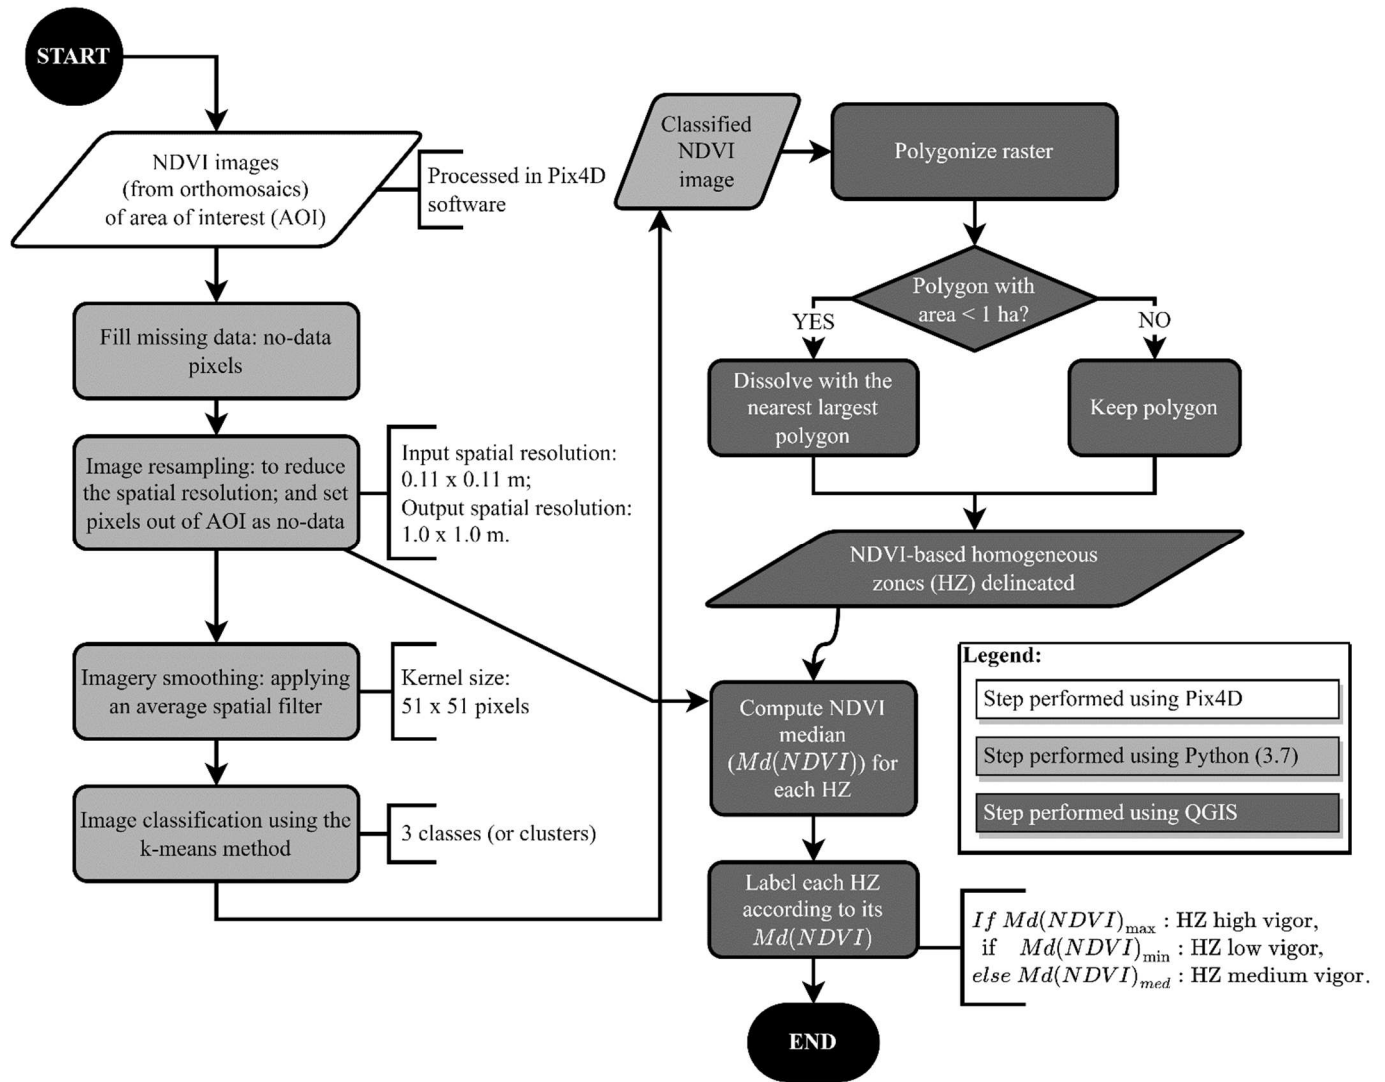 START
NDVI images
(from orthomosaics)
of area of interest (AOI)
Processed in Pix4D
software
Fill missing data: no-data
pixels
Image resampling: to reduce
the spatial resolution; and set
pixels out of AOI as no-data
Input spatial resolution:
0.11 x 0.11 m;
Output spatial resolution:
1.0 x 1.0 m.
Imagery smoothing: applying
an average spatial filter
Kernel size:
51 x 51 pixels
Image classification using the
k-means method
3 classes (or clusters)
Classified
NDVI
image
Polygonize raster
Polygon with
area < 1 ha?
YES
NO
Dissolve with the
nearest largest
polygon
Keep polygon
NDVI-based homogeneous
zones (HZ) delineated
Compute NDVI
median
(Md(NDVI)) for
each HZ
Label each HZ
according to its
Md(NDVI)
If Md(NDVI)max : HZ high vigor,
if Md(NDVI)min : HZ low vigor,
else Md(NDVI)med : HZ medium vigor.
END
Legend:
Step performed using Pix4D
Step performed using Python (3.7)
Step performed using QGIS